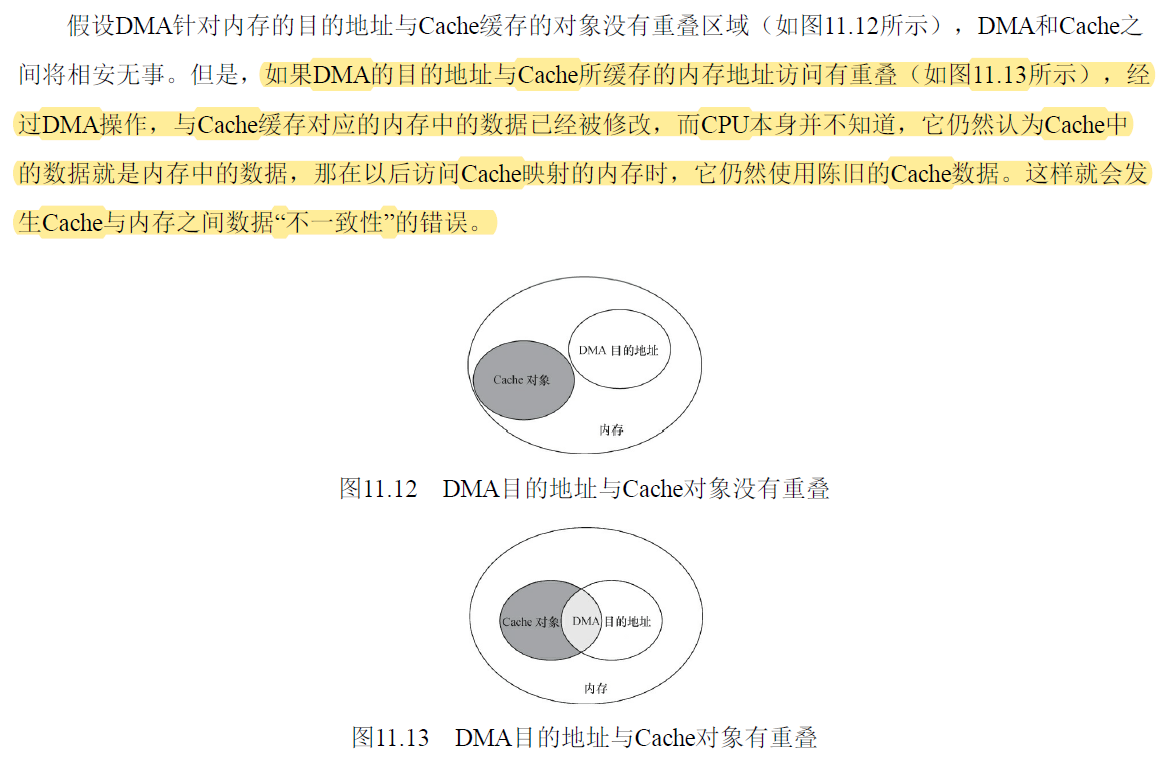 假设DMA针对内存的目的地址与Cache缓存的对象没有重叠区域（如图11.12所示），DMA和Cache之
间将相安无事。但是，如果DMA的目的地址与Cache所缓存的内存地址访问有重叠（如图11.13所示），经
过DMA操作，与Cache缓存对应的内存中的数据已经被修改，而CPU本身并不知道，它仍然认为Cache中
的数据就是内存中的数据，那在以后访问Cache映射的内存时，它仍然使用陈旧的Cache数据。这样就会发
生Cache与内存之间数据“不一致性”的错误。
DMA 目的地址
Cache 对象
内存
图11.12　DMA目的地址与Cache对象没有重叠
Cache 对象
DMA 目的地址
内存
图11.13　DMA目的地址与Cache对象有重叠